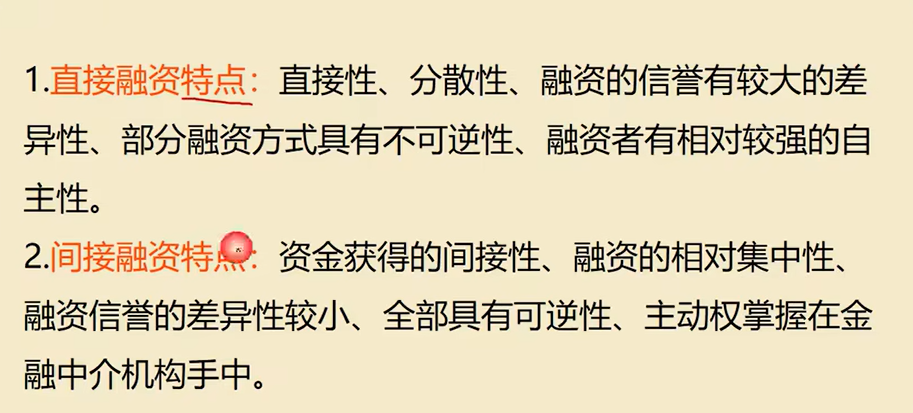 1.直接融资特点：直接性、分散性、融资的信誉有较大的差
异性、部分融资方式具有不可逆性、融资者有相对较强的自
主性。
2.间接融资特点：资金获得的间接性、融资的相对集中性、
融资信誉的差异性较小、全部具有可逆性、主动权掌握在金
融中介机构手中。